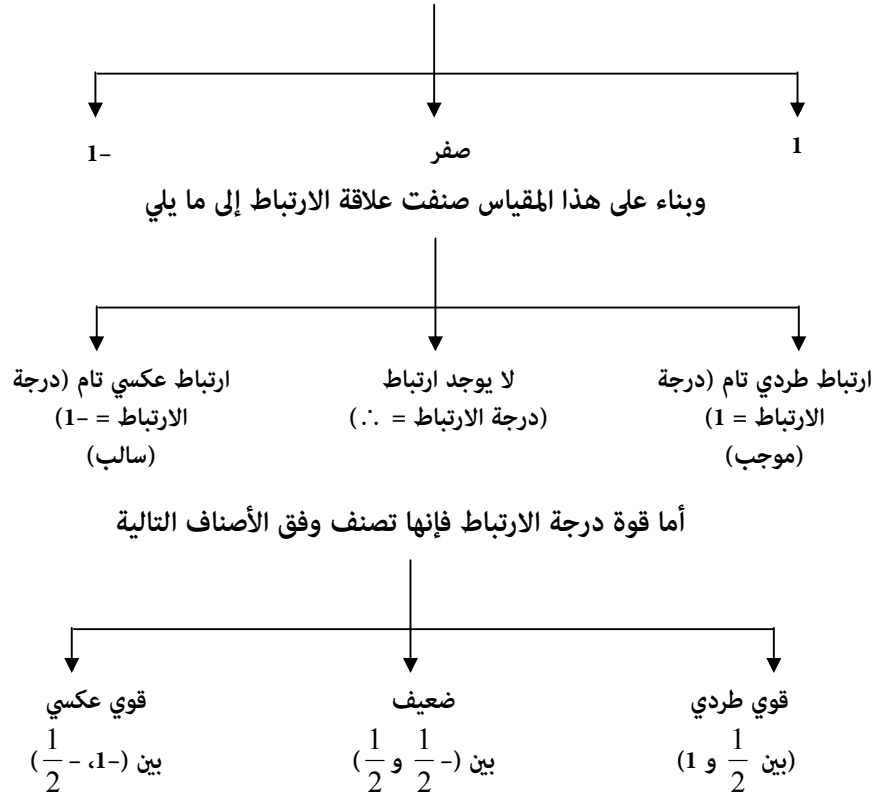 1 صفر -1
وبناء على هذا المقياس صنفت علاقة الارتباط إلى ما يلي
ارتباط طردي تام (درجة لا يوجد ارتباط ارتباط عكسي تام (درجة
الارتباط = 1) (درجة الارتباط = ∴) الارتباط = -1)
(موجب) (سالب)
أما قوة درجة الارتباط فإنها تصنف وفق الأصناف التالية
قوي طردي ضعيف قوي عكسي
(بين 1/2 و 1) بين (- 1/2 و 1/2) بين (-1، - 1/2)